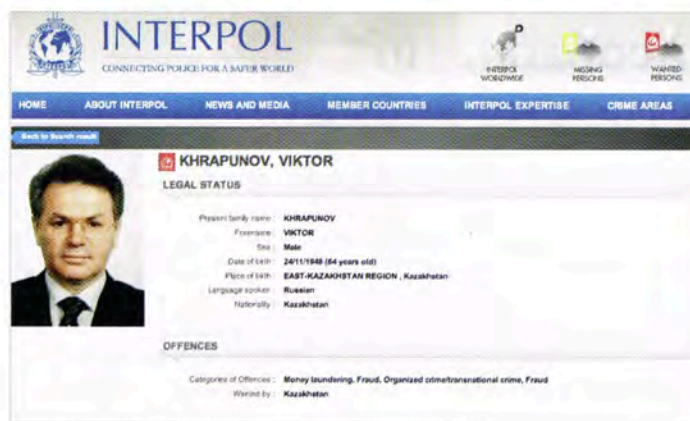 INTERPOL
CONNECTING POLICE FOR A SAFER WORLD
INTERPOL WORLDWIDE
MISSING PERSONS
WANTED PERSONS
HOME ABOUT INTERPOL NEWS AND MEDIA MEMBER COUNTRIES INTERPOL EXPERTISE CRIME AREAS
Back to Search result
KHRAPUNOV, VIKTOR
LEGAL STATUS
Present family name : KHRAPUNOV
Forename : VIKTOR
Sex : Male
Date of birth : 24/11/1948 (64 years old)
Place of birth : EAST-KAZAKHSTAN REGION , Kazakhstan
Language spoken : Russian
Nationality : Kazakhstan
OFFENCES
Categories of Offences : Money laundering, Fraud, Organized crime/transnational crime, Fraud
Wanted by : Kazakhstan